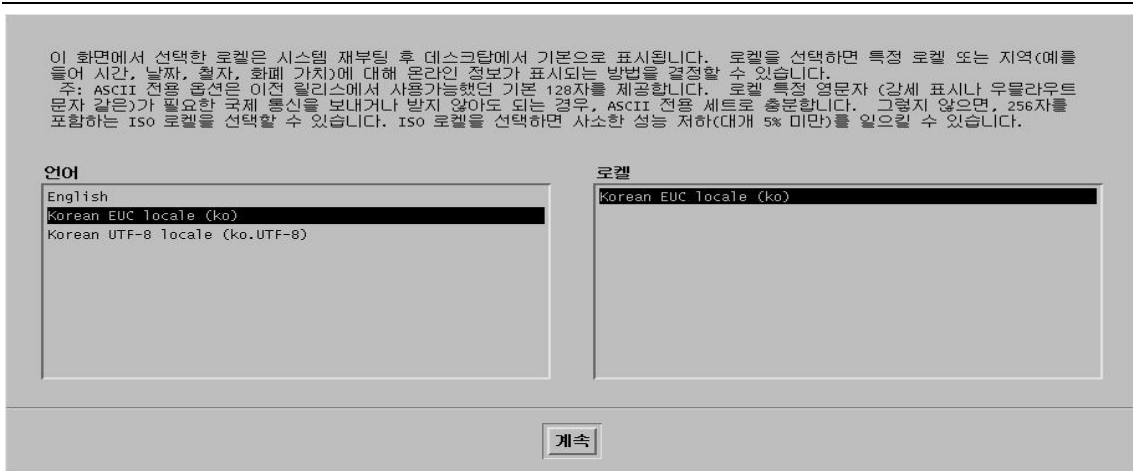 이 화면에서 선택한 로켈은 시스템 재부팅 후 데스크탑에서 기본으로 표시됩니다.  로켈을 선택하면 특정 로켈 또는 지역(예를
들어 시간, 날짜, 철자, 화폐 가치)에 대해 온라인 정보가 표시되는 방법을 결정할 수 있습니다.
주: ASCII 전용 옵션은 이전 릴리스에서 사용가능했던 기본 128자를 제공합니다.  로켈 특정 영문자 (강세 표시나 우믈라우트
문자 같은)가 필요한 국제 통신을 보내거나 받지 않아도 되는 경우, ASCII 전용 세트로 충분합니다.  그렇지 않으면, 256자를
포함하는 ISO 로켈을 선택할 수 있습니다. ISO 로켈을 선택하면 사소한 성능 저하(대개 5% 미만)를 일으킬 수 있습니다.
언어
English
Korean EUC locale (ko)
Korean UTF-8 locale (ko.UTF-8)
로켈
Korean EUC locale (ko)
계속